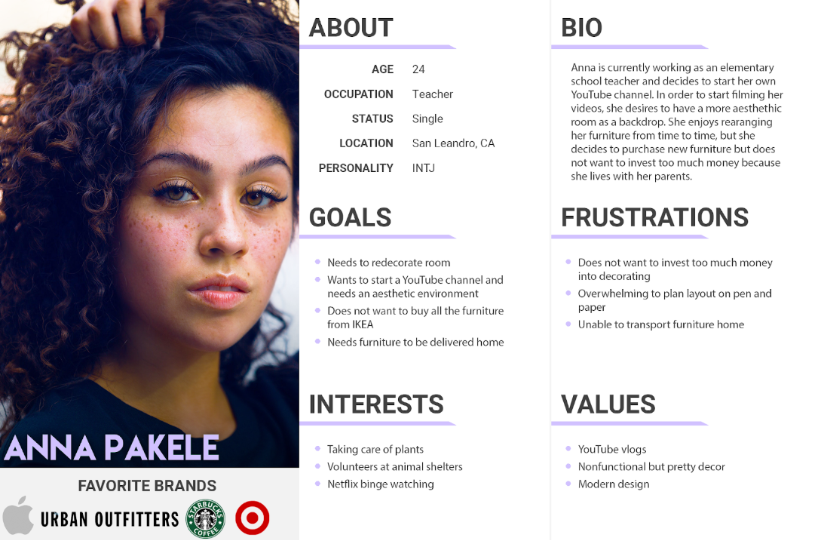 ANNA PAKELE
FAVORITE BRANDS
URBAN OUTFITTERS
STARBUCKS
COFFEE
ABOUT
AGE 24
OCCUPATION Teacher
STATUS Single
LOCATION San Leandro, CA
PERSONALITY INTJ
GOALS
Needs to redecorate room
Wants to start a YouTube channel and
needs an aesthetic environment
Does not want to buy all the furniture
from IKEA
Needs furniture to be delivered home
INTERESTS
Taking care of plants
Volunteers at animal shelters
Netflix binge watching
BIO
Anna is currently working as an elementary
school teacher and decides to start her own
YouTube channel. In order to start filming her
videos, she desires to have a more aesthethic
room as a backdrop. She enjoys rearanging
her furniture from time to time, but she
decides to purchase new furniture but does
not want to invest too much money because
she lives with her parents.
FRUSTRATIONS
Does not want to invest too much money
into decorating
Overwhelming to plan layout on pen and
paper
Unable to transport furniture home
VALUES
YouTube vlogs
Nonfunctional but pretty decor
Modern design